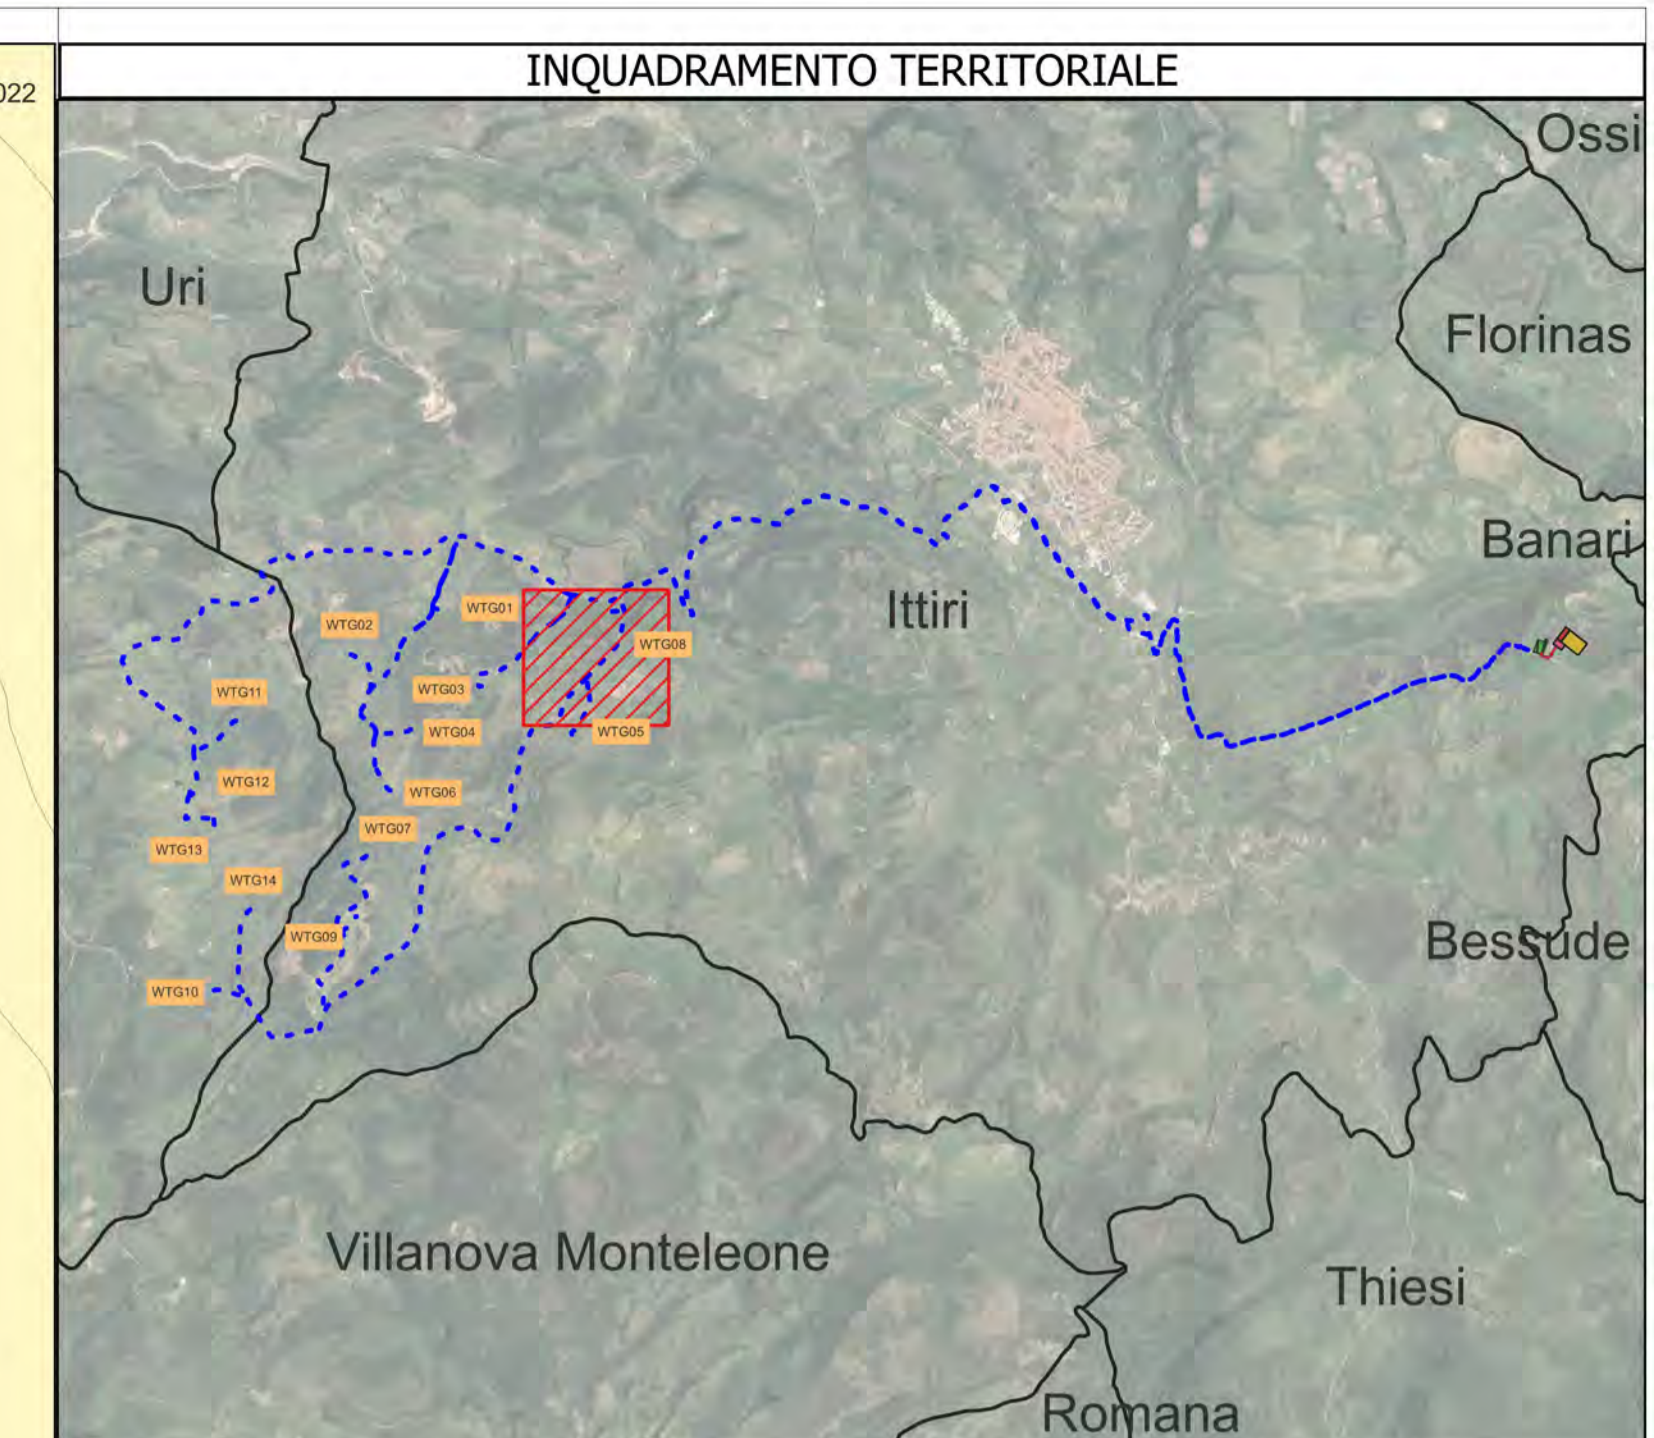 022
INQUADRAMENTO TERRITORIALE
Ossi
Uri
Florinas
Banari
WTG01
Ittiri
WTG02
WTG08
WTG03
WTG11
WTG04
WTG05
WTG12
WTG06
WTG07
WTG13
WTG14
WTG09
Bessude
WTG10
Villanova Monteleone
Thiesi
Romana